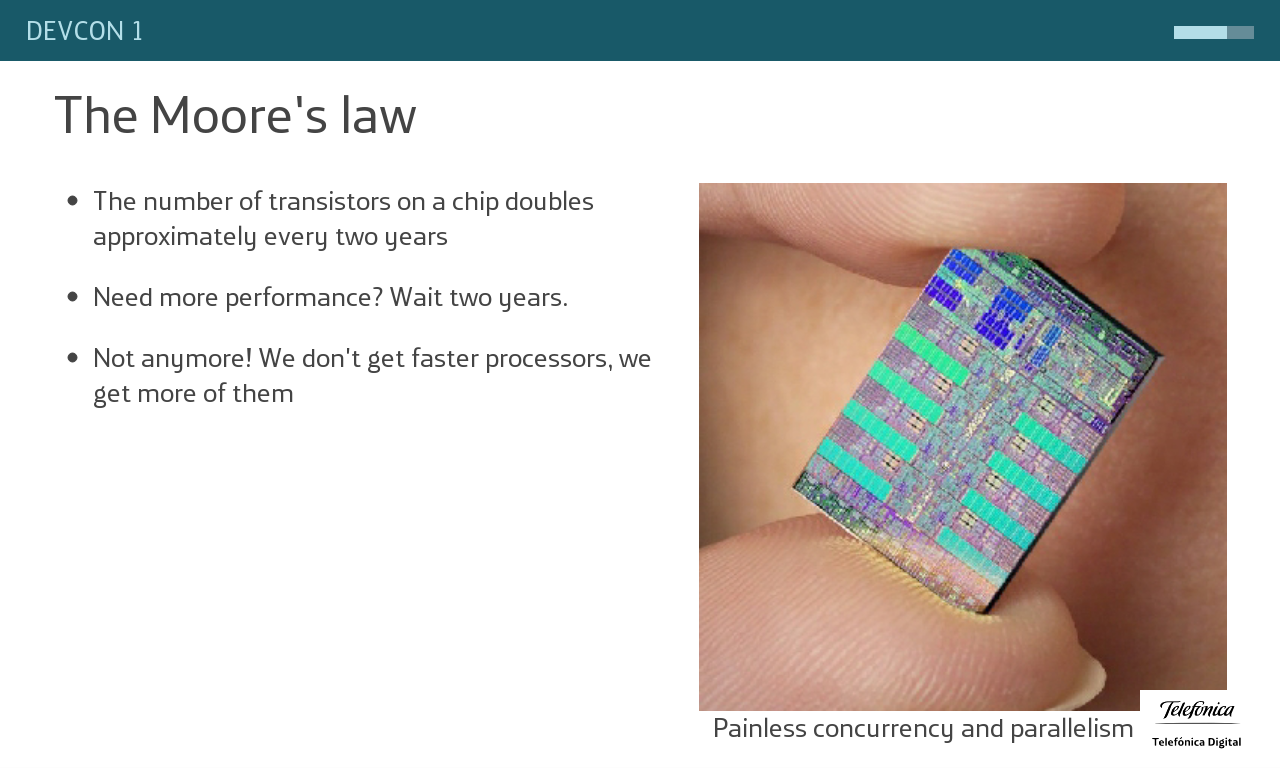 DEVCON 1
The Moore's law
The number of transistors on a chip doubles
approximately every two years
Need more performance? Wait two years.
Not anymore! We don't get faster processors, we
get more of them
Painless concurrency and parallelism
Telefónica
Telefónica Digital